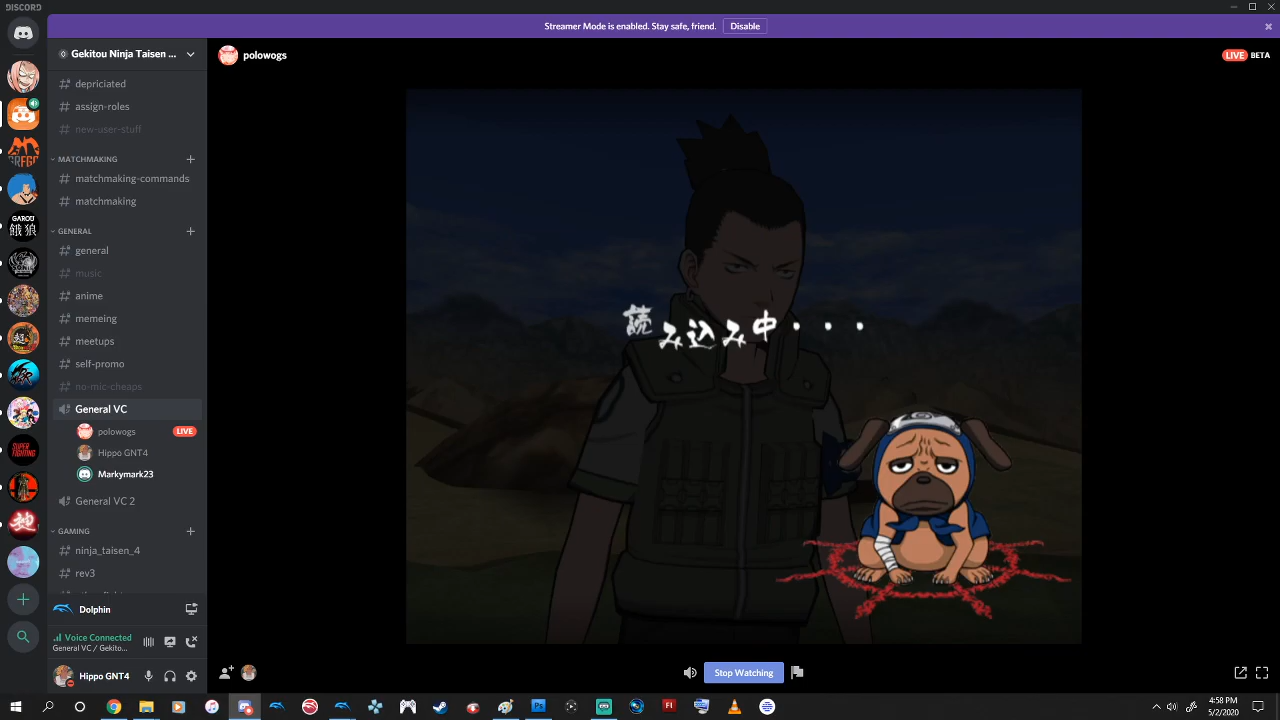 DISCORD
Streamer Mode is enabled. Stay safe, friend.
Disable
Gekitou Ninja Taisen ...
polowogs
LIVE
BETA
depriciated
assign-roles
new-user-stuff
MATCHMAKING
matchmaking-commands
matchmaking
GENERAL
general
music
anime
memeing
meetups
self-promo
no-mic-cheaps
General VC
polowogs
LIVE
Hippo GNT4
Markymark23
General VC 2
GAMING
ninja_taisen_4
rev3
GAROU
餓狼
読み込み中・・・
Dolphin
Voice Connected
General VC / Gekito...
Hippo GNT4
Stop Watching
4:58 PM
5/2/2020